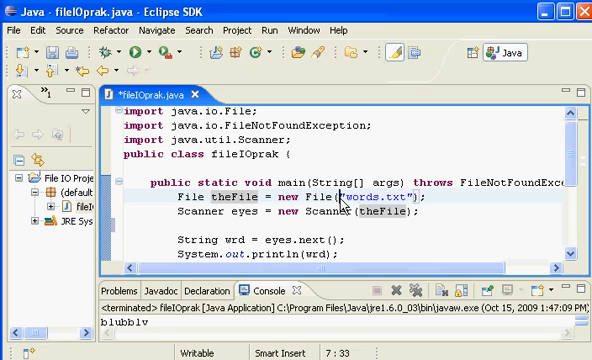 Java - fileIOprak.java - Eclipse SDK
File Edit Source Refactor Navigate Search Project Run Window Help
Java
»1
*fileIOprak.java
import java.io.File;
import java.io.FileNotFoundException;
import java.util.Scanner;
public class fileIOprak {
public static void main(String[] args) throws FileNotFoundExce
File theFile = new File("words.txt");
Scanner eyes = new Scanner(theFile);
String wrd = eyes.next();
System.out.println(wrd);
File IO Proj
(default
fileI
JRE Sys
Problems Javadoc Declaration Console
<terminated> fileIOprak [Java Application] C:\Program Files\Java\jre1.6.0_03\bin\javaw.exe (Oct 15, 2009 1:47:09 PM)
blubbly
Writable Smart Insert 7 : 33